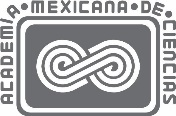 ACADEMIA • MEXICANA • DE • CIENCIAS